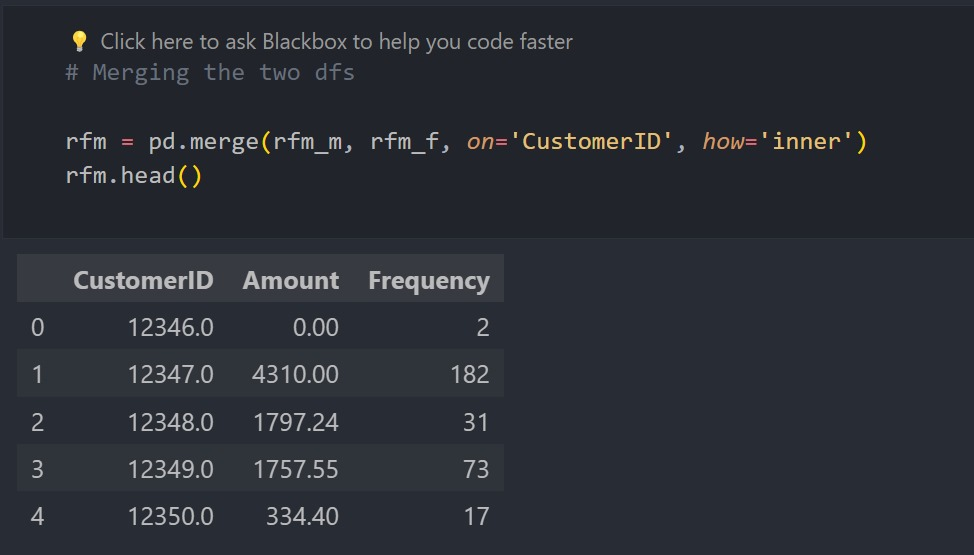 💡 Click here to ask Blackbox to help you code faster
# Merging the two dfs
rfm = pd.merge(rfm_m, rfm_f, on='CustomerID', how='inner')
rfm.head()
CustomerID Amount Frequency
0 12346.0 0.00 2
1 12347.0 4310.00 182
2 12348.0 1797.24 31
3 12349.0 1757.55 73
4 12350.0 334.40 17